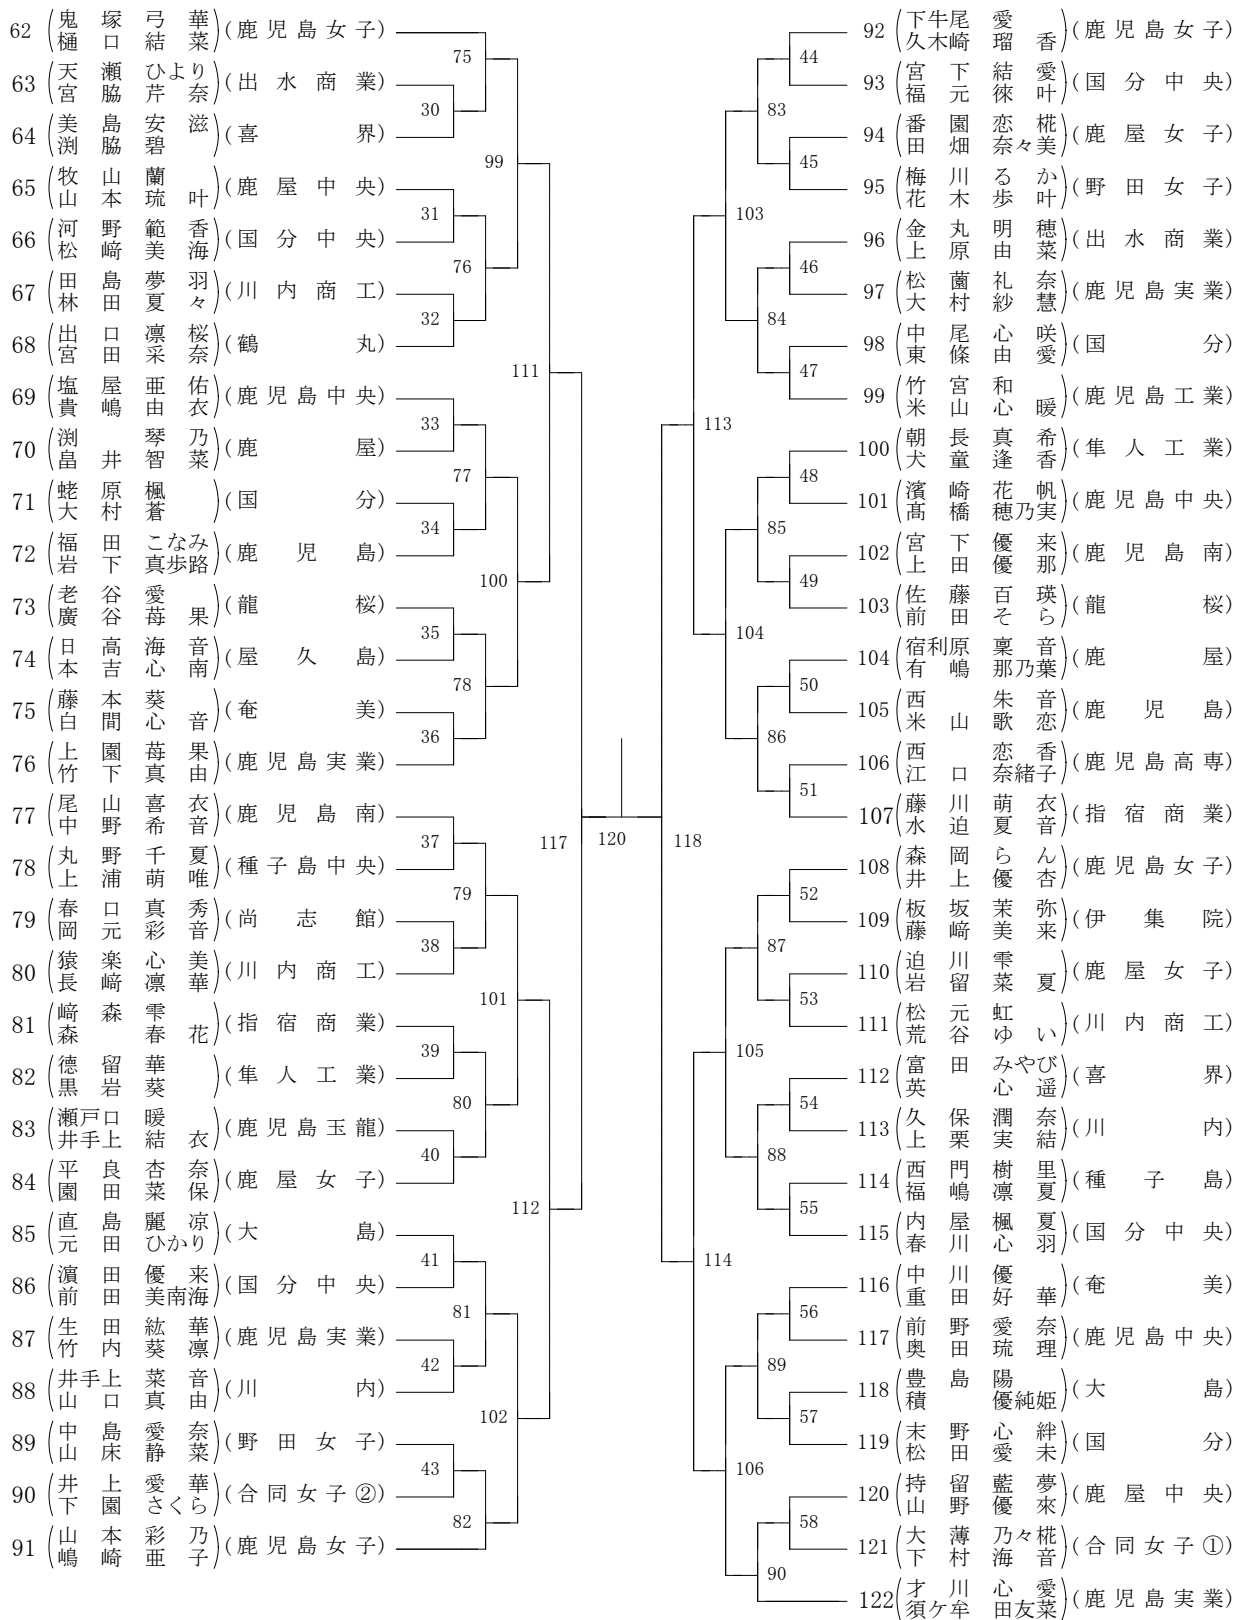 62 (鬼塚弓華 樋口結菜)(鹿児島女子)
63 (天瀬ひより 宮脇芹奈)(出水商業)
64 (美島安滋 渕脇碧)(喜界)
65 (牧山蘭 山本琉叶)(鹿屋中央)
66 (河野範香 松﨑美海)(国分中央)
67 (田島夢羽 林田夏々)(川内商工)
68 (出口凛桜 宮田采奈)(鶴丸)
69 (塩屋亜佑 貴嶋由衣)(鹿児島中央)
70 (渕琴乃 畠井智菜)(鹿屋)
71 (蛯原楓 大村蒼)(国分)
72 (福田こなみ 岩下真歩路)(鹿児島)
73 (老谷愛 廣谷苺果)(龍桜)
74 (日高海音 本吉心南)(屋久島)
75 (藤本葵 白間心音)(奄美)
76 (上園苺果 竹下真由)(鹿児島実業)
77 (尾山喜衣 中野希音)(鹿児島南)
78 (丸野千夏 上浦萌唯)(種子島中央)
79 (春口真秀 岡元彩音)(尚志館)
80 (猿楽心美 長﨑凛華)(川内商工)
81 (﨑森雫 森春花)(指宿商業)
82 (德留華 黒岩葵)(隼人工業)
83 (瀬戸口暖 井手上結衣)(鹿児島玉龍)
84 (平良杏奈 園田菜保)(鹿屋女子)
85 (直島麗凉 元田ひかり)(大島)
86 (濵田優来 前田美南海)(国分中央)
87 (生田紘華 竹内葵凛)(鹿児島実業)
88 (井手上菜音 山口真由)(川内)
89 (中島愛奈 山床静菜)(野田女子)
90 (井上愛華 下園さくら)(合同女子②)
91 (山本彩乃 嶋崎亜子)(鹿児島女子)
75
30
99
31
76
32
111
33
77
34
100
35
78
36
117
37
79
38
101
39
80
40
112
41
81
42
102
43
82
120
118
44
83
45
103
46
84
47
113
48
85
49
104
50
86
51
52
87
53
105
54
88
55
114
56
89
57
106
58
90
92 (下牛尾愛 久木崎瑠香)(鹿児島女子)
93 (宮下結愛 福元徠叶)(国分中央)
94 (番園恋椛 田畑奈々美)(鹿屋女子)
95 (梅川るか 花木歩叶)(野田女子)
96 (金丸明穂 上原由菜)(出水商業)
97 (松薗礼奈 大村紗慧)(鹿児島実業)
98 (中尾心咲 東條由愛)(国分)
99 (竹宮和 米山心暖)(鹿児島工業)
100 (朝長真希 犬童逢香)(隼人工業)
101 (濱崎花帆 髙橋穂乃実)(鹿児島中央)
102 (宮下優来 上田優那)(鹿児島南)
103 (佐藤百瑛 前田そら)(龍桜)
104 (宿利原稟音 有嶋那乃葉)(鹿屋)
105 (西朱音 米山歌恋)(鹿児島)
106 (西恋香 江口奈緒子)(鹿児島高専)
107 (藤川萌衣 水迫夏音)(指宿商業)
108 (森岡らん 井上優杏)(鹿児島女子)
109 (板坂茉弥 藤﨑美来)(伊集院)
110 (迫川雫 岩留菜夏)(鹿屋女子)
111 (松元虹 荒谷ゆい)(川内商工)
112 (富田みやび 英心遥)(喜界)
113 (久保潤奈 上栗実結)(川内)
114 (西門樹里 福嶋凛夏)(種子島)
115 (内屋楓夏 春川心羽)(国分中央)
116 (中川優 重田好華)(奄美)
117 (前野愛奈 奥田琉理)(鹿児島中央)
118 (豊島陽 積優純姫)(大島)
119 (末野心絆 松田愛未)(国分)
120 (持留藍夢 山野優來)(鹿屋中央)
121 (大薄乃々椛 下村海音)(合同女子①)
122 (才川心愛 須ケ牟田友菜)(鹿児島実業)